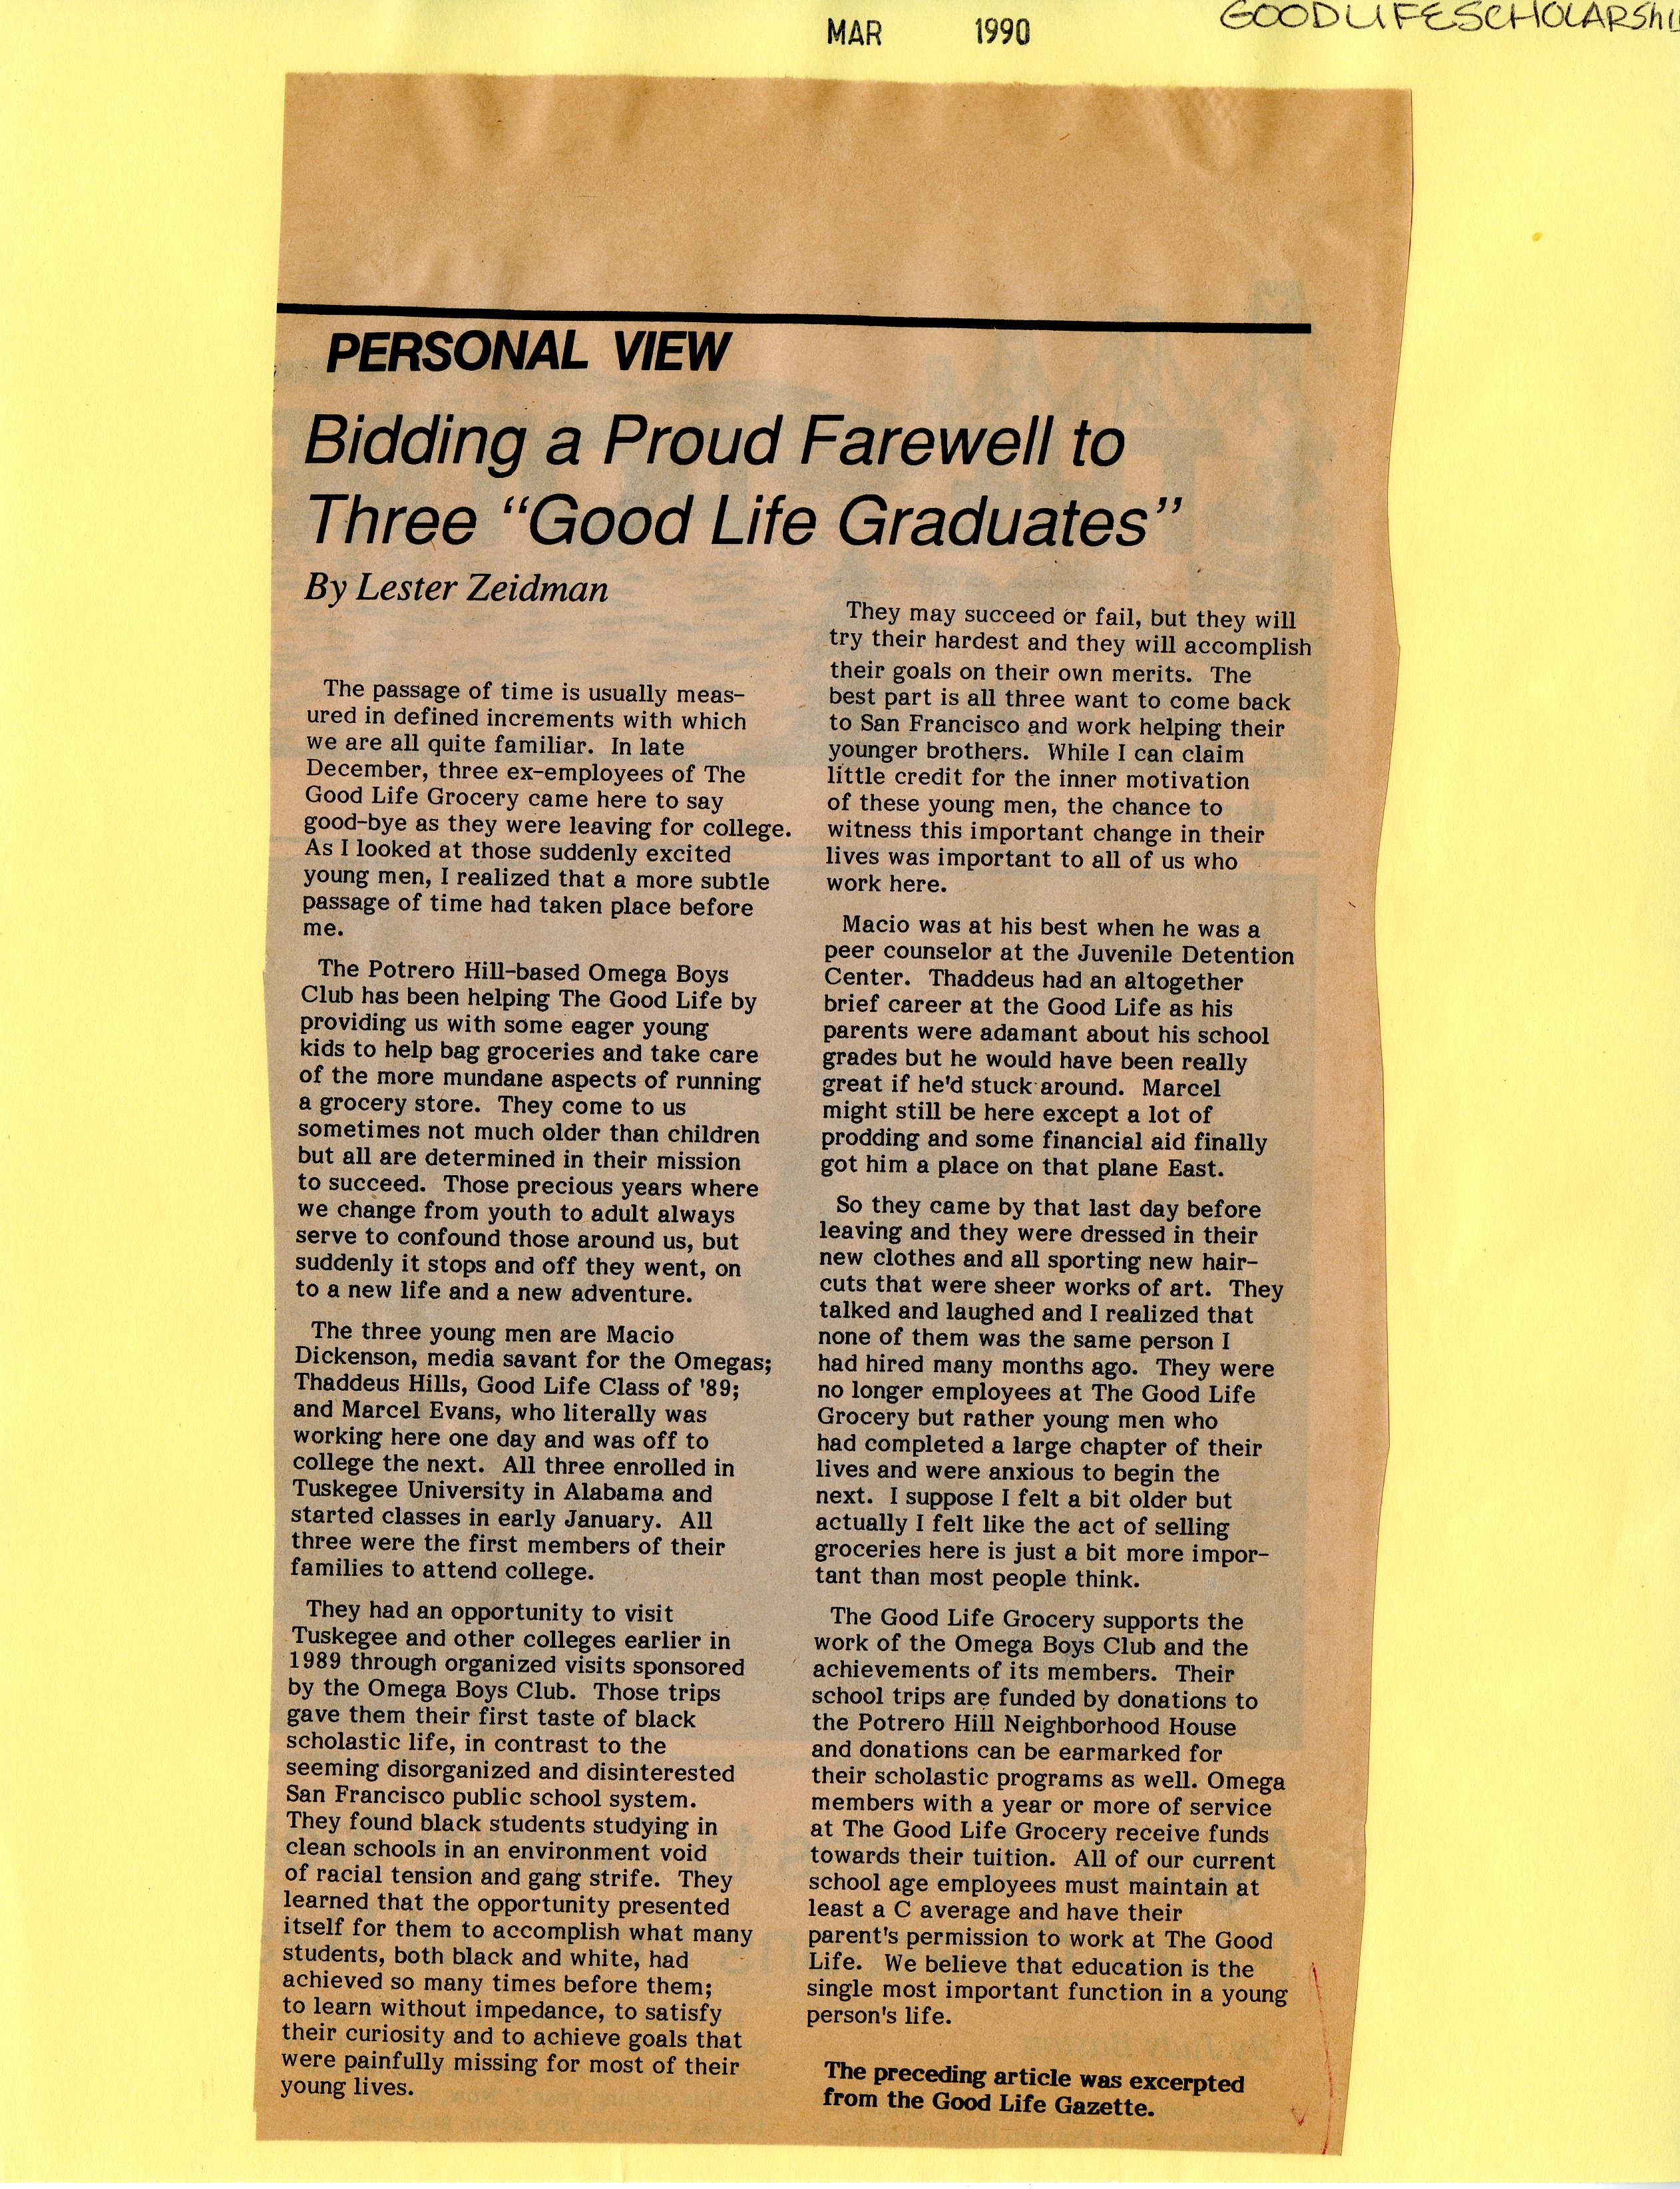 MAR 1990
GOODLIFESCHOLARSHI
PERSONAL VIEW
Bidding a Proud Farewell to
Three “Good Life Graduates”
By Lester Zeidman
The passage of time is usually meas-
ured in defined increments with which
we are all quite familiar. In late
December, three ex-employees of The
Good Life Grocery came here to say
good-bye as they were leaving for college.
As I looked at those suddenly excited
young men, I realized that a more subtle
passage of time had taken place before
me.
The Potrero Hill-based Omega Boys
Club has been helping The Good Life by
providing us with some eager young
kids to help bag groceries and take care
of the more mundane aspects of running
a grocery store. They come to us
sometimes not much older than children
but all are determined in their mission
to succeed. Those precious years where
we change from youth to adult always
serve to confound those around us, but
suddenly it stops and off they went, on
to a new life and a new adventure.
The three young men are Macio
Dickenson, media savant for the Omegas;
Thaddeus Hills, Good Life Class of '89;
and Marcel Evans, who literally was
working here one day and was off to
college the next. All three enrolled in
Tuskegee University in Alabama and
started classes in early January. All
three were the first members of their
families to attend college.
They had an opportunity to visit
Tuskegee and other colleges earlier in
1989 through organized visits sponsored
by the Omega Boys Club. Those trips
gave them their first taste of black
scholastic life, in contrast to the
seeming disorganized and disinterested
San Francisco public school system.
They found black students studying in
clean schools in an environment void
of racial tension and gang strife. They
learned that the opportunity presented
itself for them to accomplish what many
students, both black and white, had
achieved so many times before them;
to learn without impedance, to satisfy
their curiosity and to achieve goals that
were painfully missing for most of their
young lives.
They may succeed or fail, but they will
try their hardest and they will accomplish
their goals on their own merits. The
best part is all three want to come back
to San Francisco and work helping their
younger brothers. While I can claim
little credit for the inner motivation
of these young men, the chance to
witness this important change in their
lives was important to all of us who
work here.
Macio was at his best when he was a
peer counselor at the Juvenile Detention
Center. Thaddeus had an altogether
brief career at the Good Life as his
parents were adamant about his school
grades but he would have been really
great if he'd stuck around. Marcel
might still be here except a lot of
prodding and some financial aid finally
got him a place on that plane East.
So they came by that last day before
leaving and they were dressed in their
new clothes and all sporting new hair-
cuts that were sheer works of art. They
talked and laughed and I realized that
none of them was the same person I
had hired many months ago. They were
no longer employees at The Good Life
Grocery but rather young men who
had completed a large chapter of their
lives and were anxious to begin the
next. I suppose I felt a bit older but
actually I felt like the act of selling
groceries here is just a bit more impor-
tant than most people think.
The Good Life Grocery supports the
work of the Omega Boys Club and the
achievements of its members. Their
school trips are funded by donations to
the Potrero Hill Neighborhood House
and donations can be earmarked for
their scholastic programs as well. Omega
members with a year or more of service
at The Good Life Grocery receive funds
towards their tuition. All of our current
school age employees must maintain at
least a C average and have their
parent's permission to work at The Good
Life. We believe that education is the
single most important function in a young
person's life.
The preceding article was excerpted
from the Good Life Gazette.